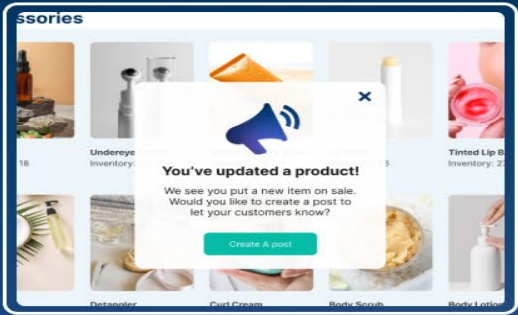 ssories
Undereye
Inventory:
18
Tinted Lip B
Inventory: 2
You've updated a product!
We see you put a new item on sale.
Would you like to create a post to
let your customers know?
Create A post
Detangler
Curl Cream
Body Scrub
Body Lotion